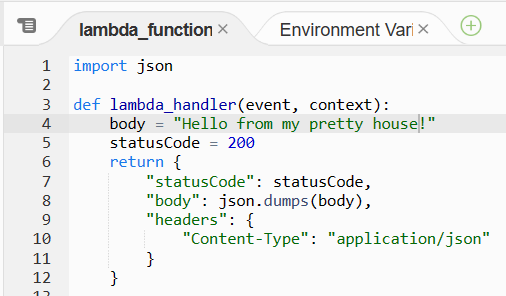 lambda_function × Environment Vari ×
1 import json
2
3 def lambda_handler(event, context):
4     body = "Hello from my pretty house!"
5     statusCode = 200
6     return {
7         "statusCode": statusCode,
8         "body": json.dumps(body),
9         "headers": {
10             "Content-Type": "application/json"
11         }
12     }
13